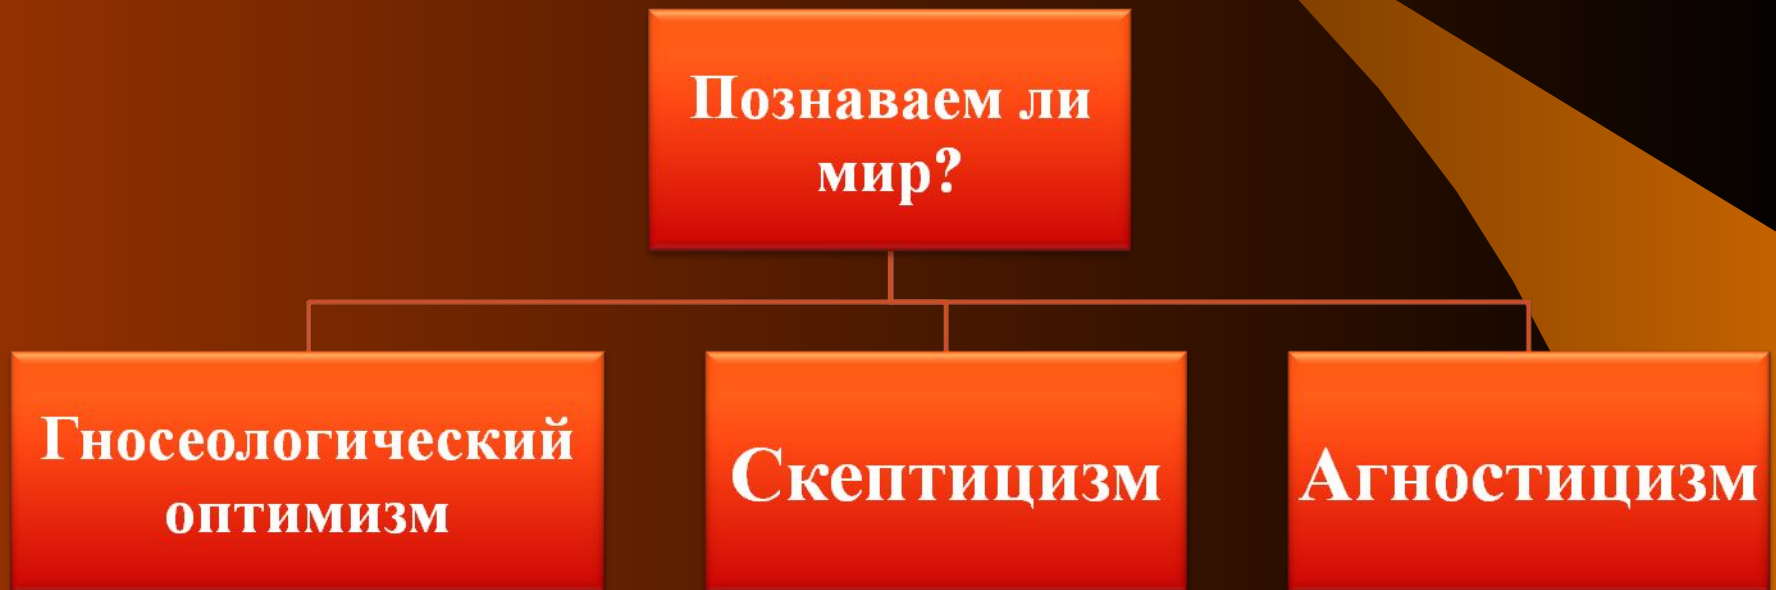 Познаваем ли
мир?
Гносеологический
оптимизм
Скептицизм
Агностицизм